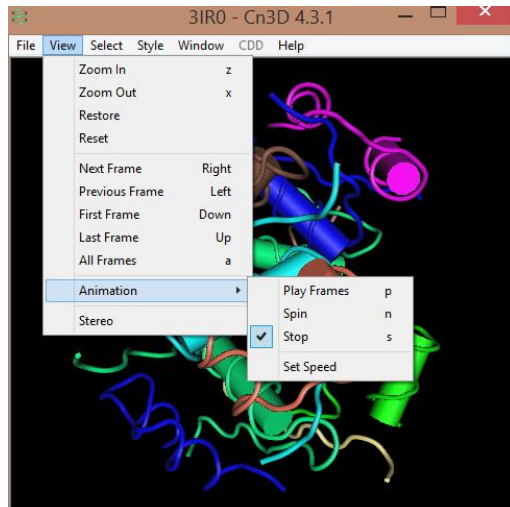 3IR0 - Cn3D 4.3.1
File View Select Style Window CDD Help
Zoom In z
Zoom Out x
Restore
Reset
Next Frame Right
Previous Frame Left
First Frame Down
Last Frame Up
All Frames a
Animation
Play Frames p
Spin n
Stop s
Set Speed
Stereo